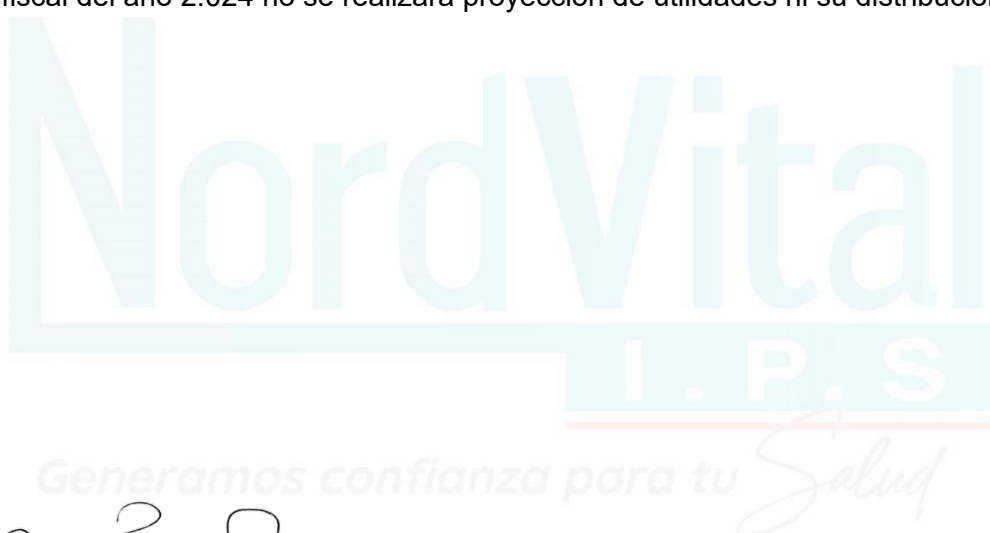 fiscal del año 2.024 no se realizara proyección de utilidades ni su distribución
NordVital
I.P.S
Generamos confianza para tu Salud